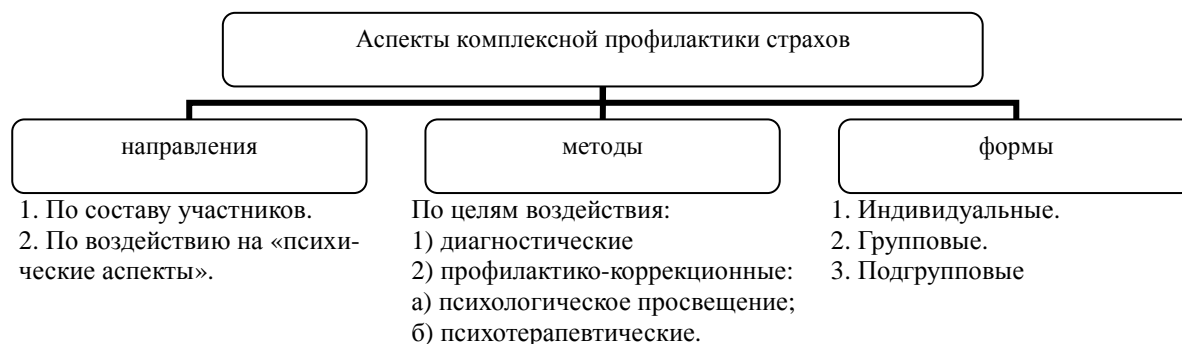 Аспекты комплексной профилактики страхов
направления
методы
формы
1. По составу участников.
2. По воздействию на «психи-
ческие аспекты».
По целям воздействия:
1) диагностические
2) профилактико-коррекционные:
а) психологическое просвещение;
б) психотерапевтические.
1. Индивидуальные.
2. Групповые.
3. Подгрупповые